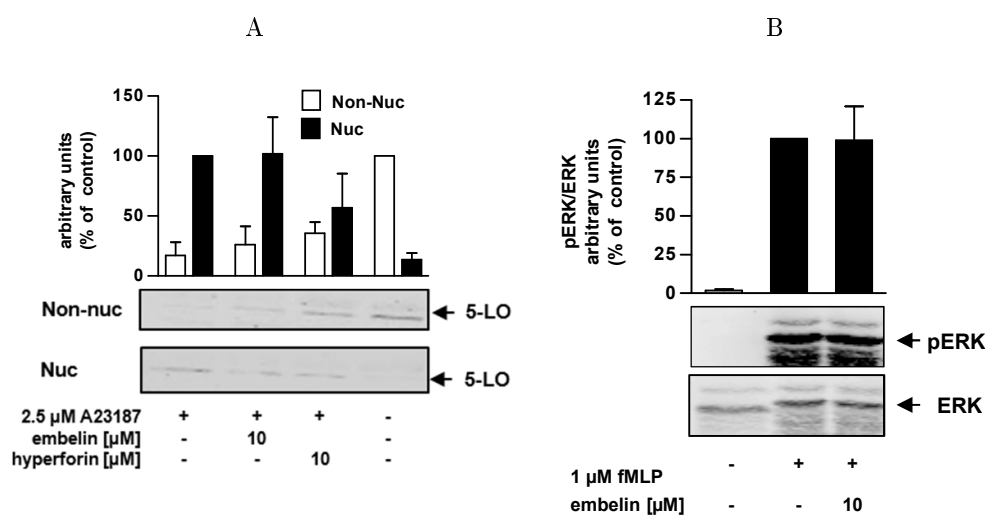 A
B
150
100
50
0
arbitrary units
(% of control)
Non-Nuc
Nuc
Non-nuc
5-LO
Nuc
5-LO
2.5 µM A23187 + + + -
embelin [µM] - 10 - -
hyperforin [µM] - - 10 -
125
100
75
50
25
0
pERK/ERK
arbitrary units
(% of control)
pERK
ERK
1 µM fMLP - + +
embelin [µM] - - 10